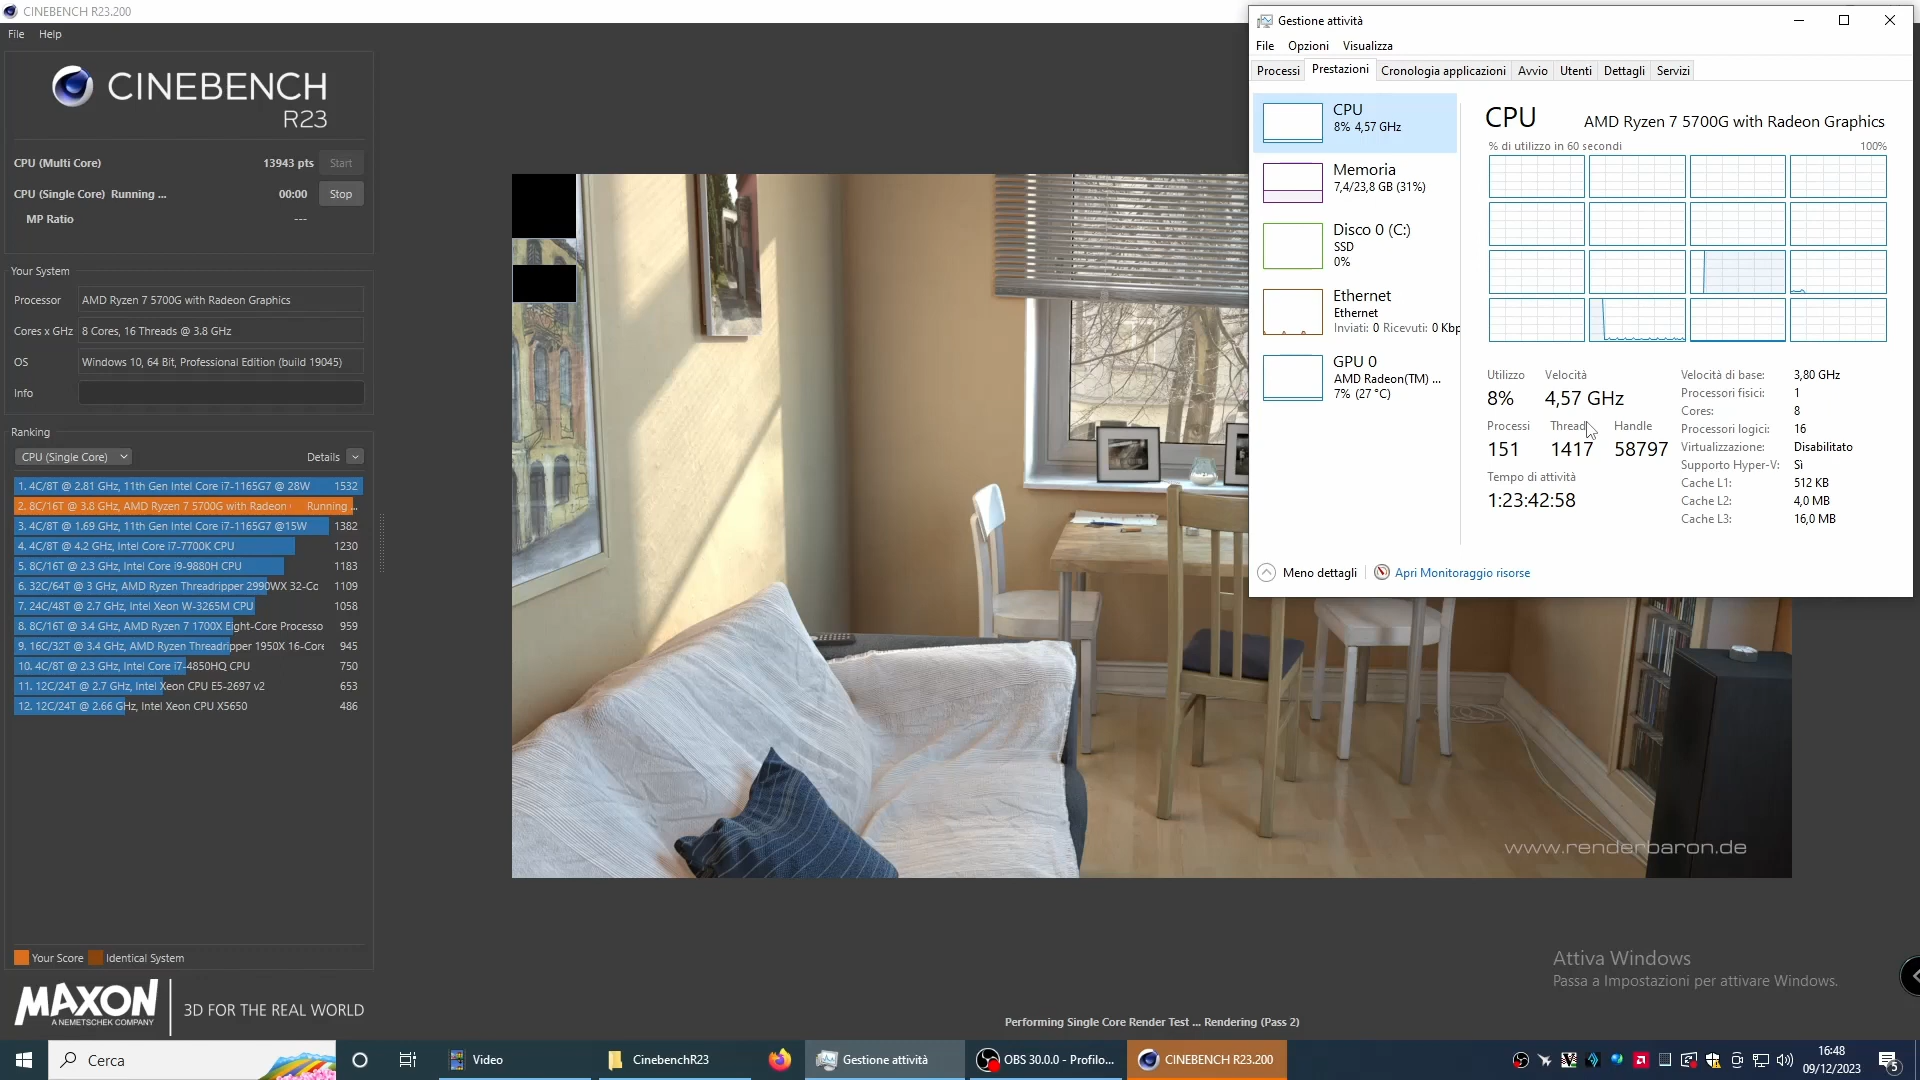 CINEBENCH R23.200
File Help
CINEBENCH
R23
CPU (Multi Core) 13943 pts Start
CPU (Single Core) Running ... 00:00 Stop
MP Ratio ---
Your System
Processor AMD Ryzen 7 5700G with Radeon Graphics
Cores x GHz 8 Cores, 16 Threads @ 3.8 GHz
OS Windows 10, 64 Bit, Professional Edition (build 19045)
Info
Ranking
CPU (Single Core) Details
1. 4C/8T @ 2.81 GHz, 11th Gen Intel Core i7-1165G7 @ 28W 1532
2. 8C/16T @ 3.8 GHz, AMD Ryzen 7 5700G with Radeon Running ...
3. 4C/8T @ 1.69 GHz, 11th Gen Intel Core i7-1165G7 @15W 1382
4. 4C/8T @ 4.2 GHz, Intel Core i7-7700K CPU 1230
5. 8C/16T @ 2.3 GHz, Intel Core i9-9880H CPU 1183
6. 32C/64T @ 3 GHz, AMD Ryzen Threadripper 2990WX 32-Co 1109
7. 24C/48T @ 2.7 GHz, Intel Xeon W-3265M CPU 1058
8. 8C/16T @ 3.4 GHz, AMD Ryzen 7 1700X Eight-Core Processo 959
9. 16C/32T @ 3.4 GHz, AMD Ryzen Threadripper 1950X 16-Core 945
10. 4C/8T @ 2.3 GHz, Intel Core i7-4850HQ CPU 750
11. 12C/24T @ 2.7 GHz, Intel Xeon CPU E5-2697 v2 653
12. 12C/24T @ 2.66 GHz, Intel Xeon CPU X5650 486
Your Score Identical System
MAXON
A NEMETSCHEK COMPANY
3D FOR THE REAL WORLD
Gestione attività
File Opzioni Visualizza
Processi Prestazioni Cronologia applicazioni Avvio Utenti Dettagli Servizi
CPU
8% 4,57 GHz
Memoria
7,4/23,8 GB (31%)
Disco 0 (C:)
SSD
0%
Ethernet
Ethernet
Inviati: 0 Ricevuti: 0 Kbp
GPU 0
AMD Radeon(TM) ...
7% (27 °C)
CPU AMD Ryzen 7 5700G with Radeon Graphics
% di utilizzo in 60 secondi 100%
Utilizzo Velocità
8% 4,57 GHz
Processi Thread Handle
151 1417 58797
Tempo di attività
1:23:42:58
Velocità di base: 3,80 GHz
Processori fisici: 1
Cores: 8
Processori logici: 16
Virtualizzazione: Disabilitato
Supporto Hyper-V: Sì
Cache L1: 512 KB
Cache L2: 4,0 MB
Cache L3: 16,0 MB
Meno dettagli Apri Monitoraggio risorse
www.renderbaron.de
Attiva Windows
Passa a Impostazioni per attivare Windows.
Performing Single Core Render Test ... Rendering (Pass 2)
Cerca Video CinebenchR23 Gestione attività OBS 30.0.0 - Profilo... CINEBENCH R23.200
16:48
09/12/2023
5